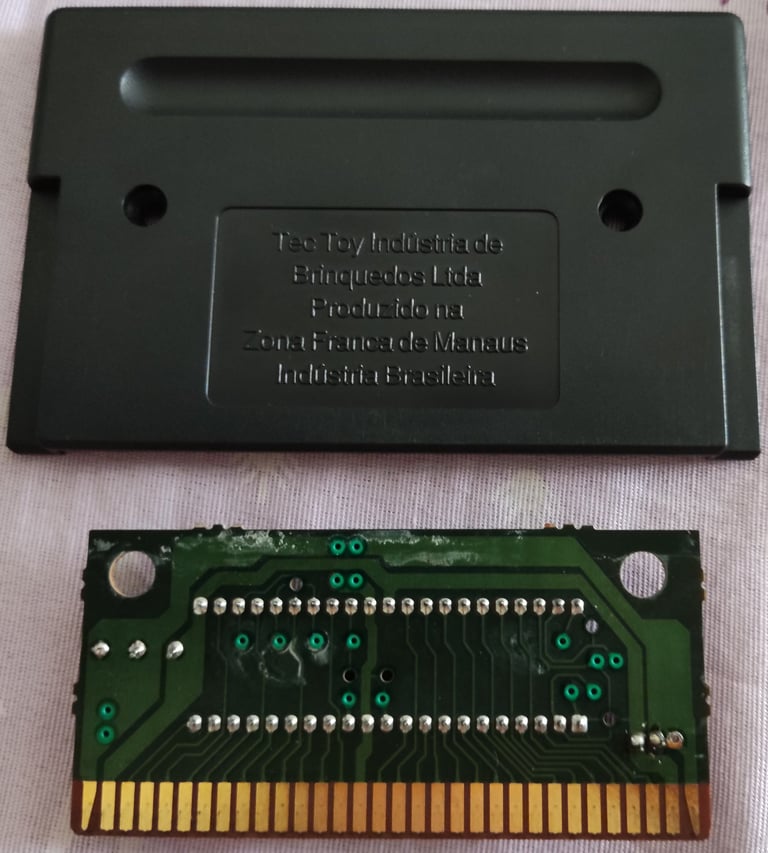 Tec Toy Indústria de
Brinquedos Ltda
Produzido na
Zona Franca de Manaus
Indústria Brasileira